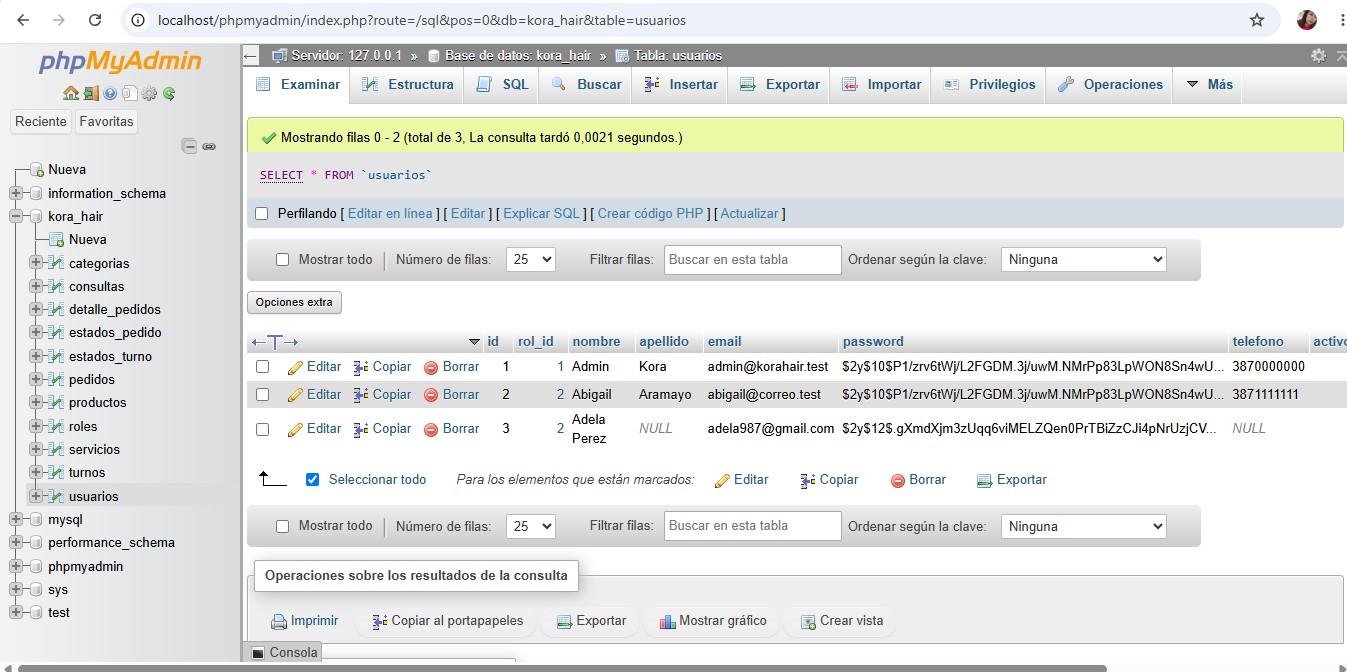 localhost/phpmyadmin/index.php?route=/sql&pos=0&db=kora_hair&table=usuarios
phpMyAdmin
Reciente Favoritas
Nueva
information_schema
kora_hair
Nueva
categorias
consultas
detalle_pedidos
estados_pedido
estados_turno
pedidos
productos
roles
servicios
turnos
usuarios
mysql
performance_schema
phpmyadmin
sys
test
Servidor: 127.0.0.1 » Base de datos: kora_hair » Tabla: usuarios
Examinar Estructura SQL Buscar Insertar Exportar Importar Privilegios Operaciones Más
Mostrando filas 0 - 2 (total de 3, La consulta tardó 0,0021 segundos.)
SELECT * FROM `usuarios`
Perfilando [ Editar en línea ] [ Editar ] [ Explicar SQL ] [ Crear código PHP ] [ Actualizar ]
Mostrar todo Número de filas: 25 Filtrar filas: Buscar en esta tabla Ordenar según la clave: Ninguna
Opciones extra
←T→ id rol_id nombre apellido email password telefono activo
Editar Copiar Borrar 1 1 Admin Kora admin@korahair.test $2y$10$P1/zrv6tWj/L2FGDM.3j/uwM.NMrPp83LpWON8Sn4wU... 3870000000
Editar Copiar Borrar 2 2 Abigail Aramayo abigail@correo.test $2y$10$P1/zrv6tWj/L2FGDM.3j/uwM.NMrPp83LpWON8Sn4wU... 3871111111
Editar Copiar Borrar 3 2 Adela Perez NULL adela987@gmail.com $2y$12$.gXmdXjm3zUqq6viMELZQen0PrTBiZzCJi4pNrUzjCV... NULL
Seleccionar todo Para los elementos que están marcados: Editar Copiar Borrar Exportar
Mostrar todo Número de filas: 25 Filtrar filas: Buscar en esta tabla Ordenar según la clave: Ninguna
Operaciones sobre los resultados de la consulta
Imprimir Copiar al portapapeles Exportar Mostrar gráfico Crear vista
Consola